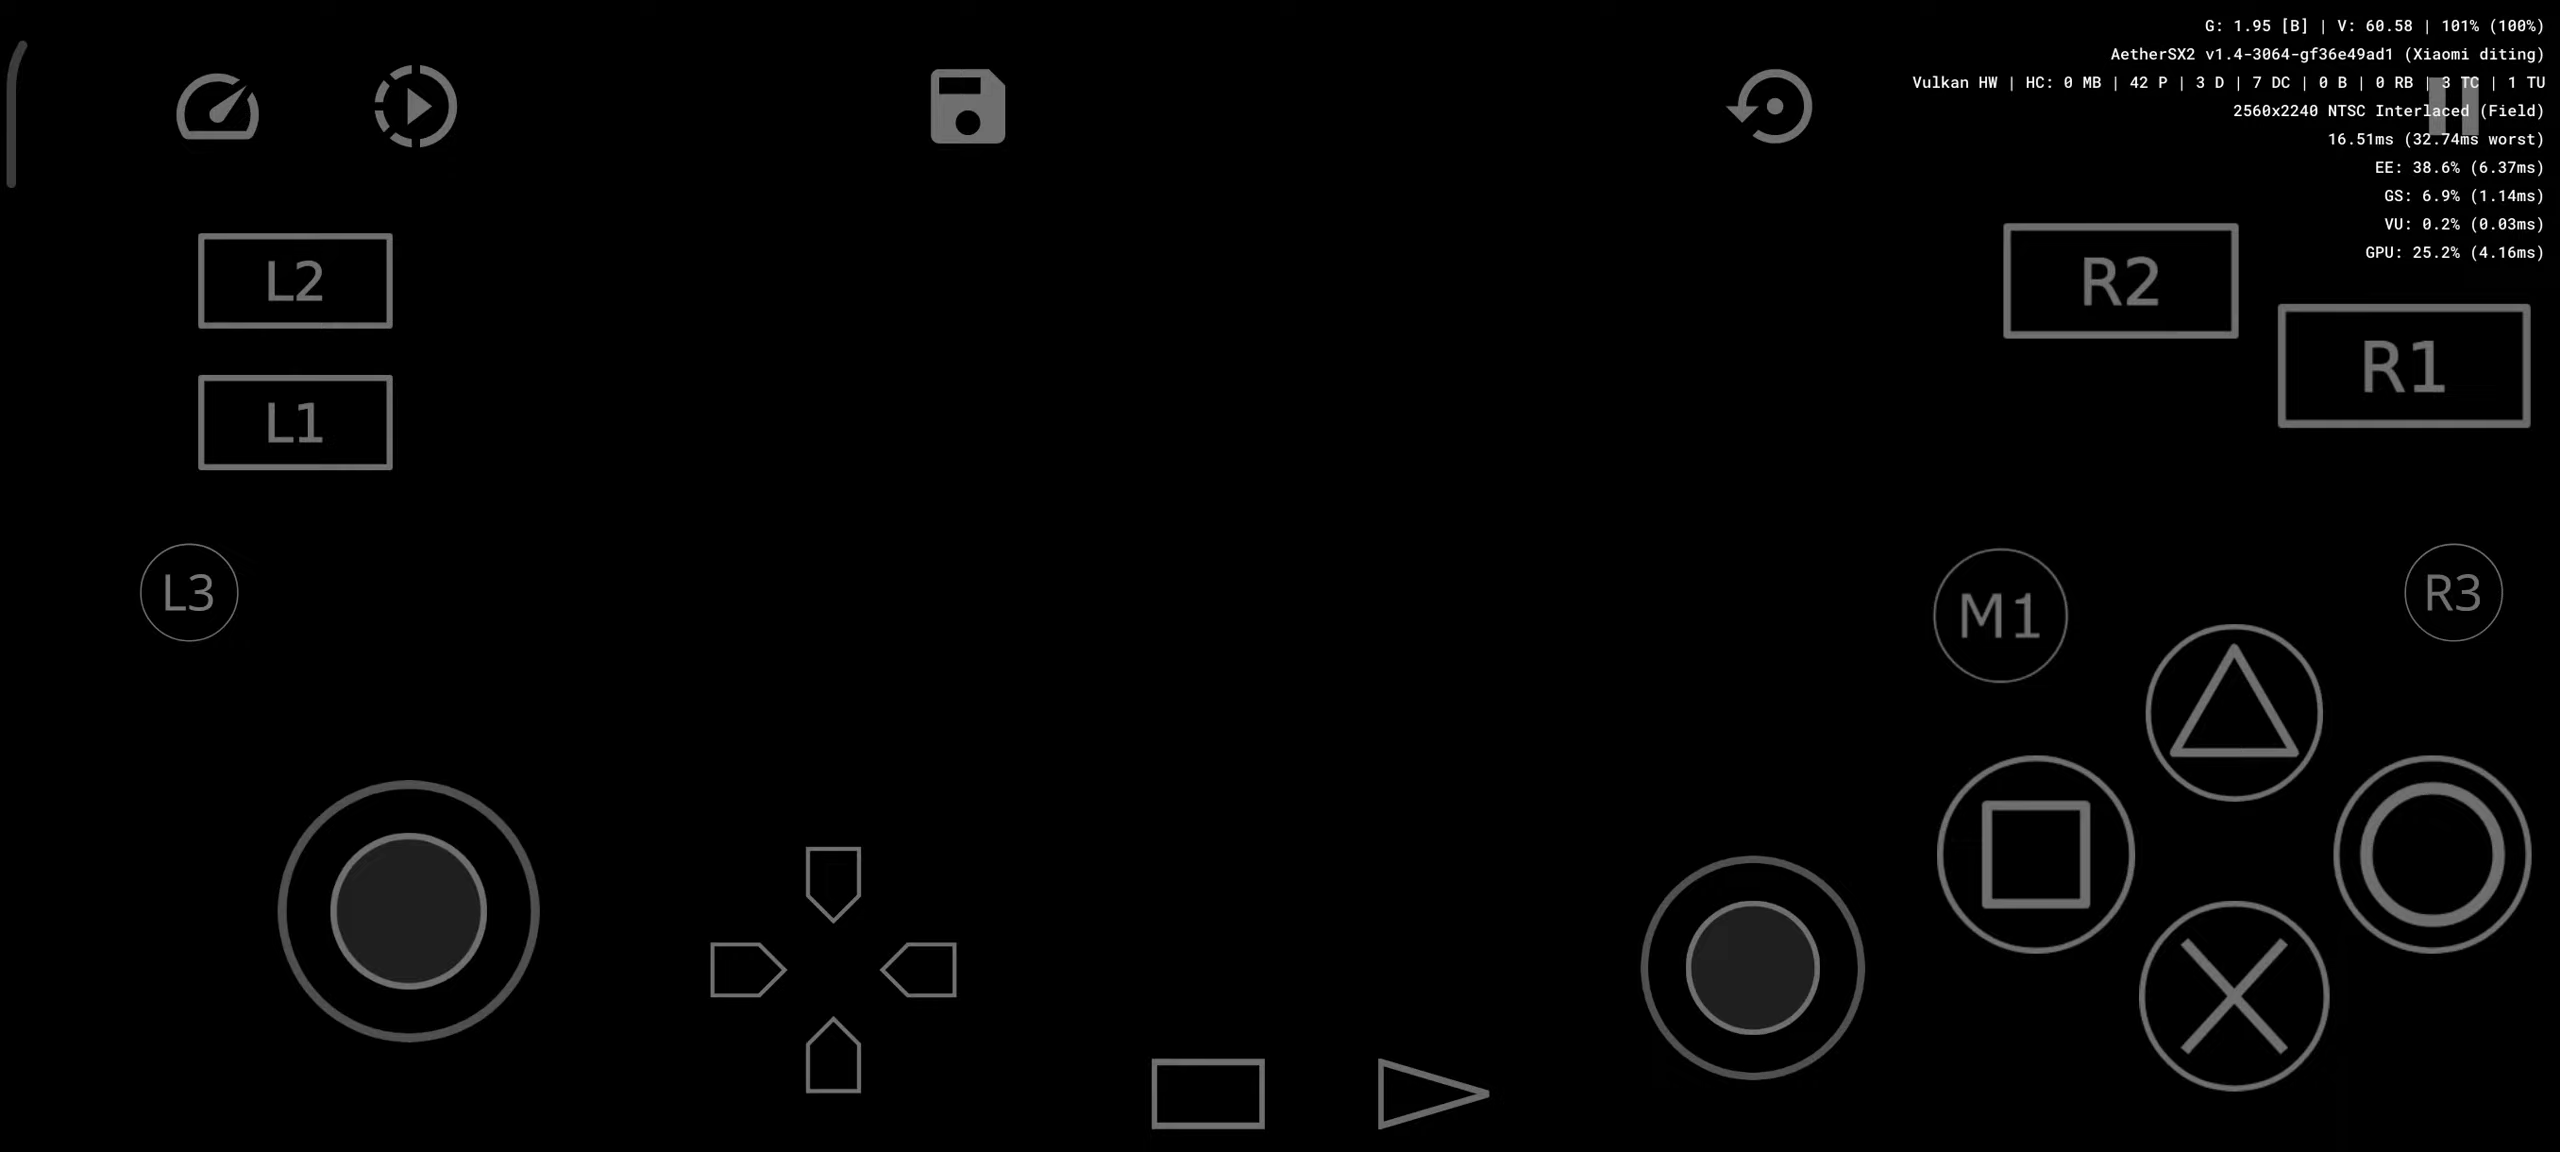 G: 1.95 [B] | V: 60.58 | 101% (100%)
AetherSX2 v1.4-3064-gf36e49ad1 (Xiaomi diting)
Vulkan HW | HC: 0 MB | 42 P | 3 D | 7 DC | 0 B | 0 RB | 3 TC | 1 TU
2560x2240 NTSC Interlaced (Field)
16.51ms (32.74ms worst)
EE: 38.6% (6.37ms)
GS: 6.9% (1.14ms)
VU: 0.2% (0.03ms)
GPU: 25.2% (4.16ms)
L2
R2
R1
L1
L3
M1
R3